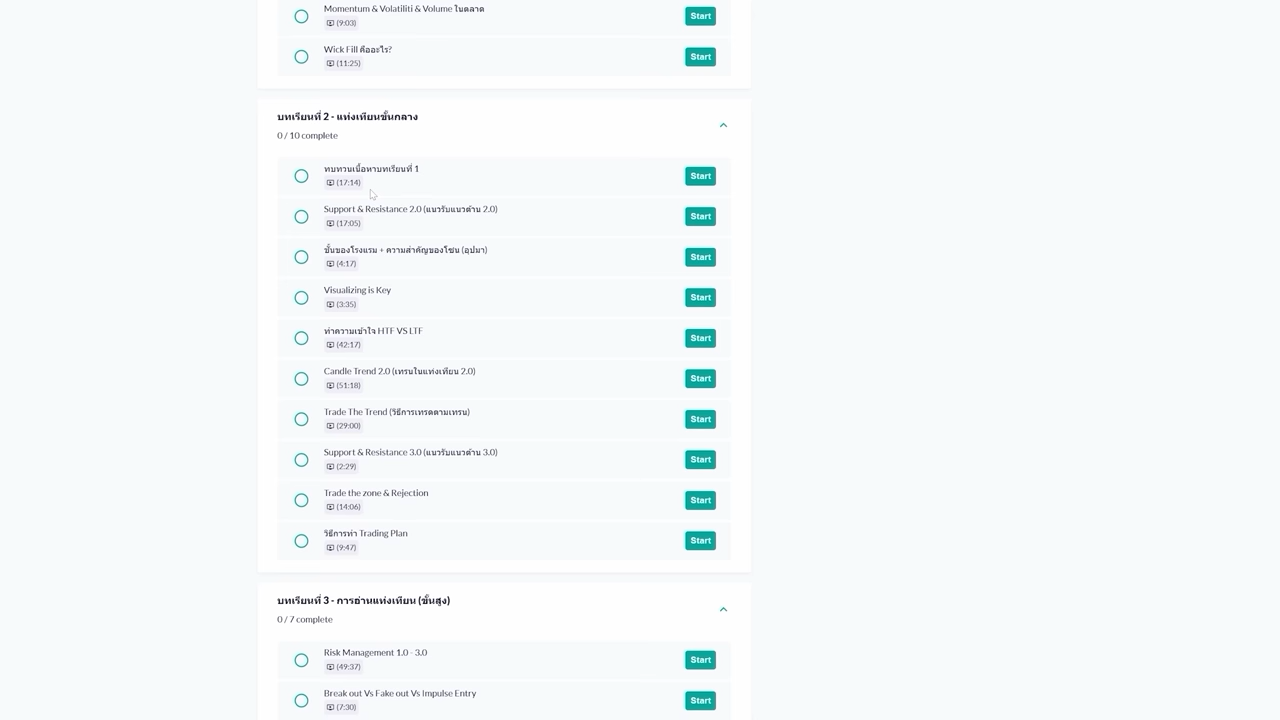 Momentum & Volatiliti & Volume ในตลาด
(9:03)
Start
Wick Fill คืออะไร?
(11:25)
Start
บทเรียนที่ 2 - แท่งเทียนขั้นกลาง
0 / 10 complete
ทบทวนเนื้อหาบทเรียนที่ 1
(17:14)
Start
Support & Resistance 2.0 (แนวรับแนวต้าน 2.0)
(17:05)
Start
ชั้นของโรงแรม + ความสำคัญของโซน (อุปมา)
(4:17)
Start
Visualizing is Key
(3:35)
Start
ทำความเข้าใจ HTF VS LTF
(42:17)
Start
Candle Trend 2.0 (เทรนในแท่งเทียน 2.0)
(51:18)
Start
Trade The Trend (วิธีการเทรดตามเทรน)
(29:00)
Start
Support & Resistance 3.0 (แนวรับแนวต้าน 3.0)
(2:29)
Start
Trade the zone & Rejection
(14:06)
Start
วิธีการทำ Trading Plan
(9:47)
Start
บทเรียนที่ 3 - การอ่านแท่งเทียน (ขั้นสูง)
0 / 7 complete
Risk Management 1.0 - 3.0
(49:37)
Start
Break out Vs Fake out Vs Impulse Entry
(7:30)
Start